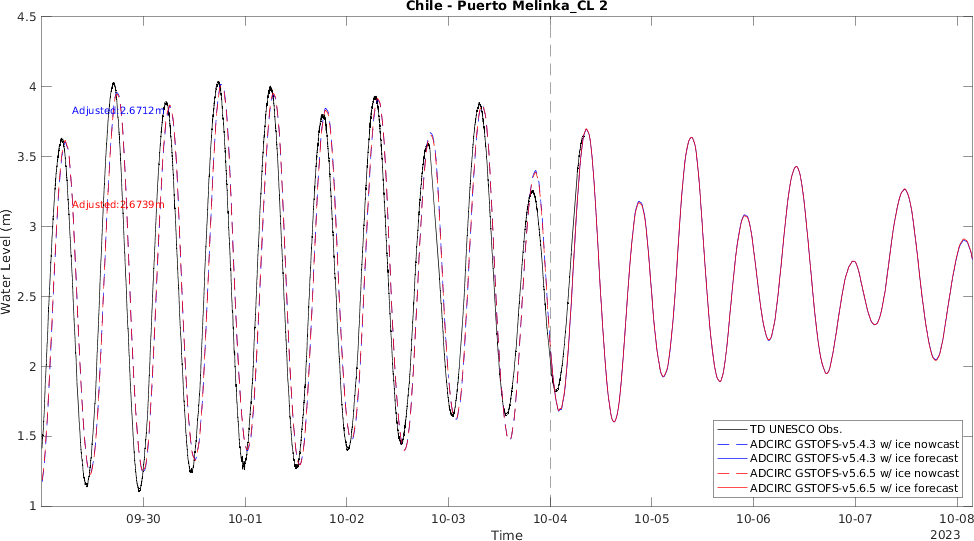 Chile - Puerto Melinka_CL 2
4.5
4
3.5
3
2.5
2
1.5
1
Water Level (m)
Adjusted:2.6712m
Adjusted:2.6739m
TD UNESCO Obs.
ADCIRC GSTOFS-v5.4.3 w/ ice nowcast
ADCIRC GSTOFS-v5.4.3 w/ ice forecast
ADCIRC GSTOFS-v5.6.5 w/ ice nowcast
ADCIRC GSTOFS-v5.6.5 w/ ice forecast
09-30 10-01 10-02 10-03 10-04 10-05 10-06 10-07 10-08
2023
Time